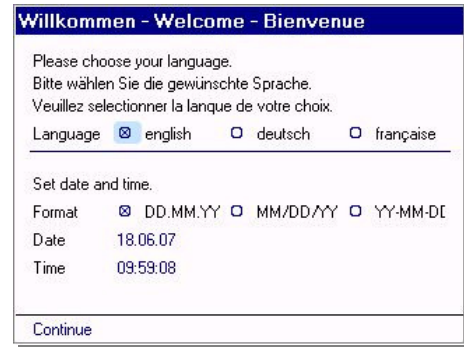 Willkommen - Welcome - Bienvenue
Please choose your language.
Bitte wählen Sie die gewünschte Sprache.
Veuillez selectionner la lanque de votre choix.
Language english deutsch française
Set date and time.
Format DD.MM.YY MM/DD/YY YY-MM-DD
Date 18.06.07
Time 09:59:08
Continue